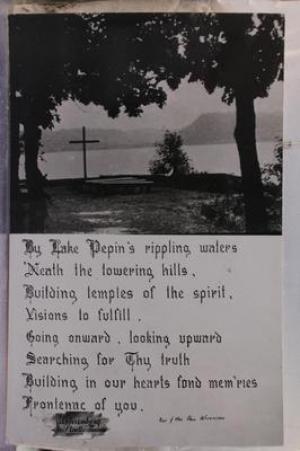 By Lake Pepin's rippling waters
'Neath the towering hills,
Building temples of the spirit,
Visions to fulfill.
Going onward, looking upward
Searching for Thy truth
Building in our hearts fond mem'ries
Frontenac of you.